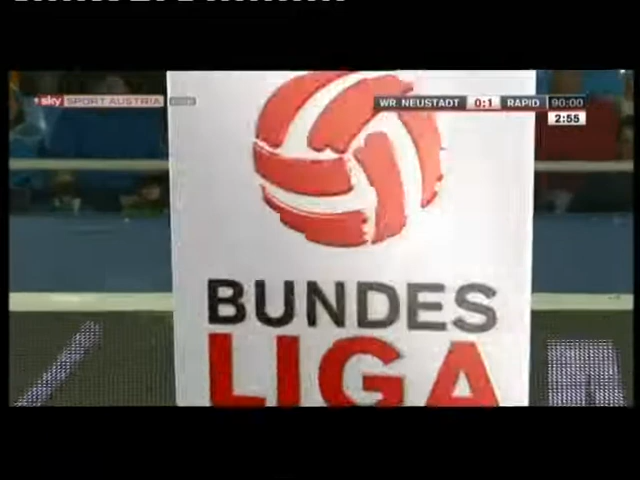 sky SPORT AUSTRIA
WR. NEUSTADT 0:1 RAPID 90:00
2:55
BUNDES
LIGA